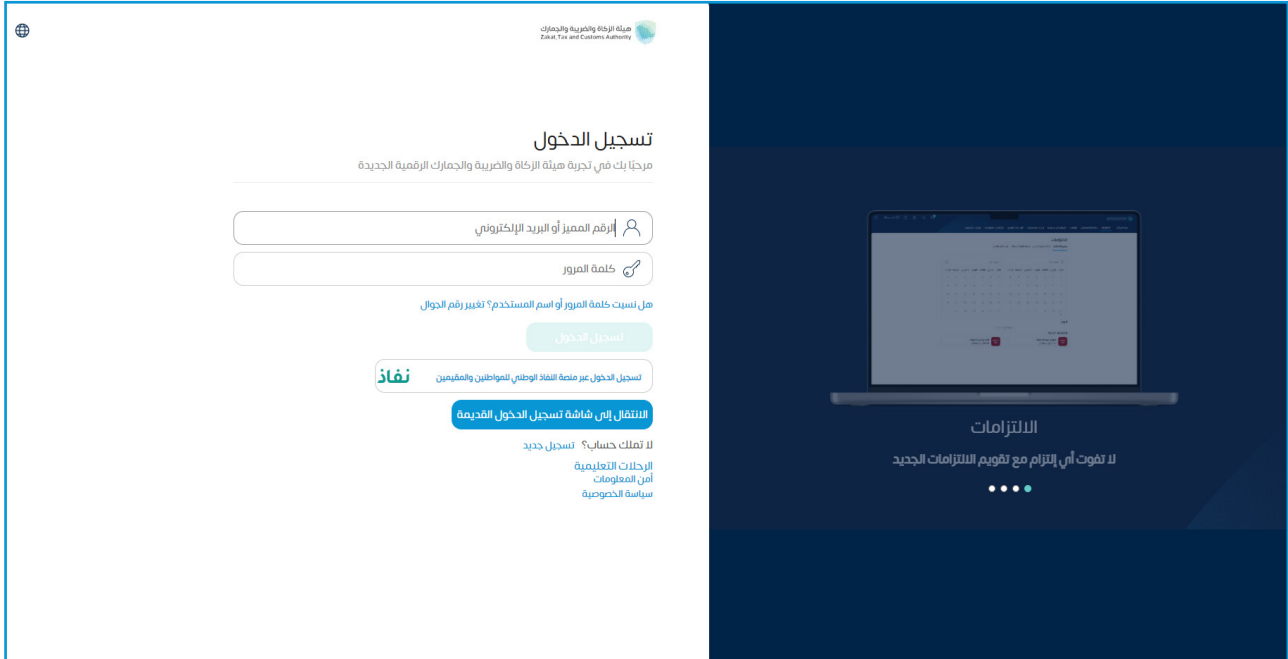 هيئة الزكاة والضريبة والجمارك
Zakat, Tax and Customs Authority
تسجيل الدخول
مرحبًا بك في تجربة هيئة الزكاة والضريبة والجمارك الرقمية الجديدة
الرقم المميز أو البريد الإلكتروني
كلمة المرور
هل نسيت كلمة المرور أو اسم المستخدم؟ تغيير رقم الجوال
تسجيل الدخول
تسجيل الدخول عبر منصة النفاذ الوطني للمواطنين والمقيمين نفاذ
الانتقال إلى شاشة تسجيل الدخول القديمة
لا تملك حساب؟ تسجيل جديد
الرحلات التعليمية
أمن المعلومات
سياسة الخصوصية
الالتزامات
لا تفوت أي إلتزام مع تقويم الالتزامات الجديد